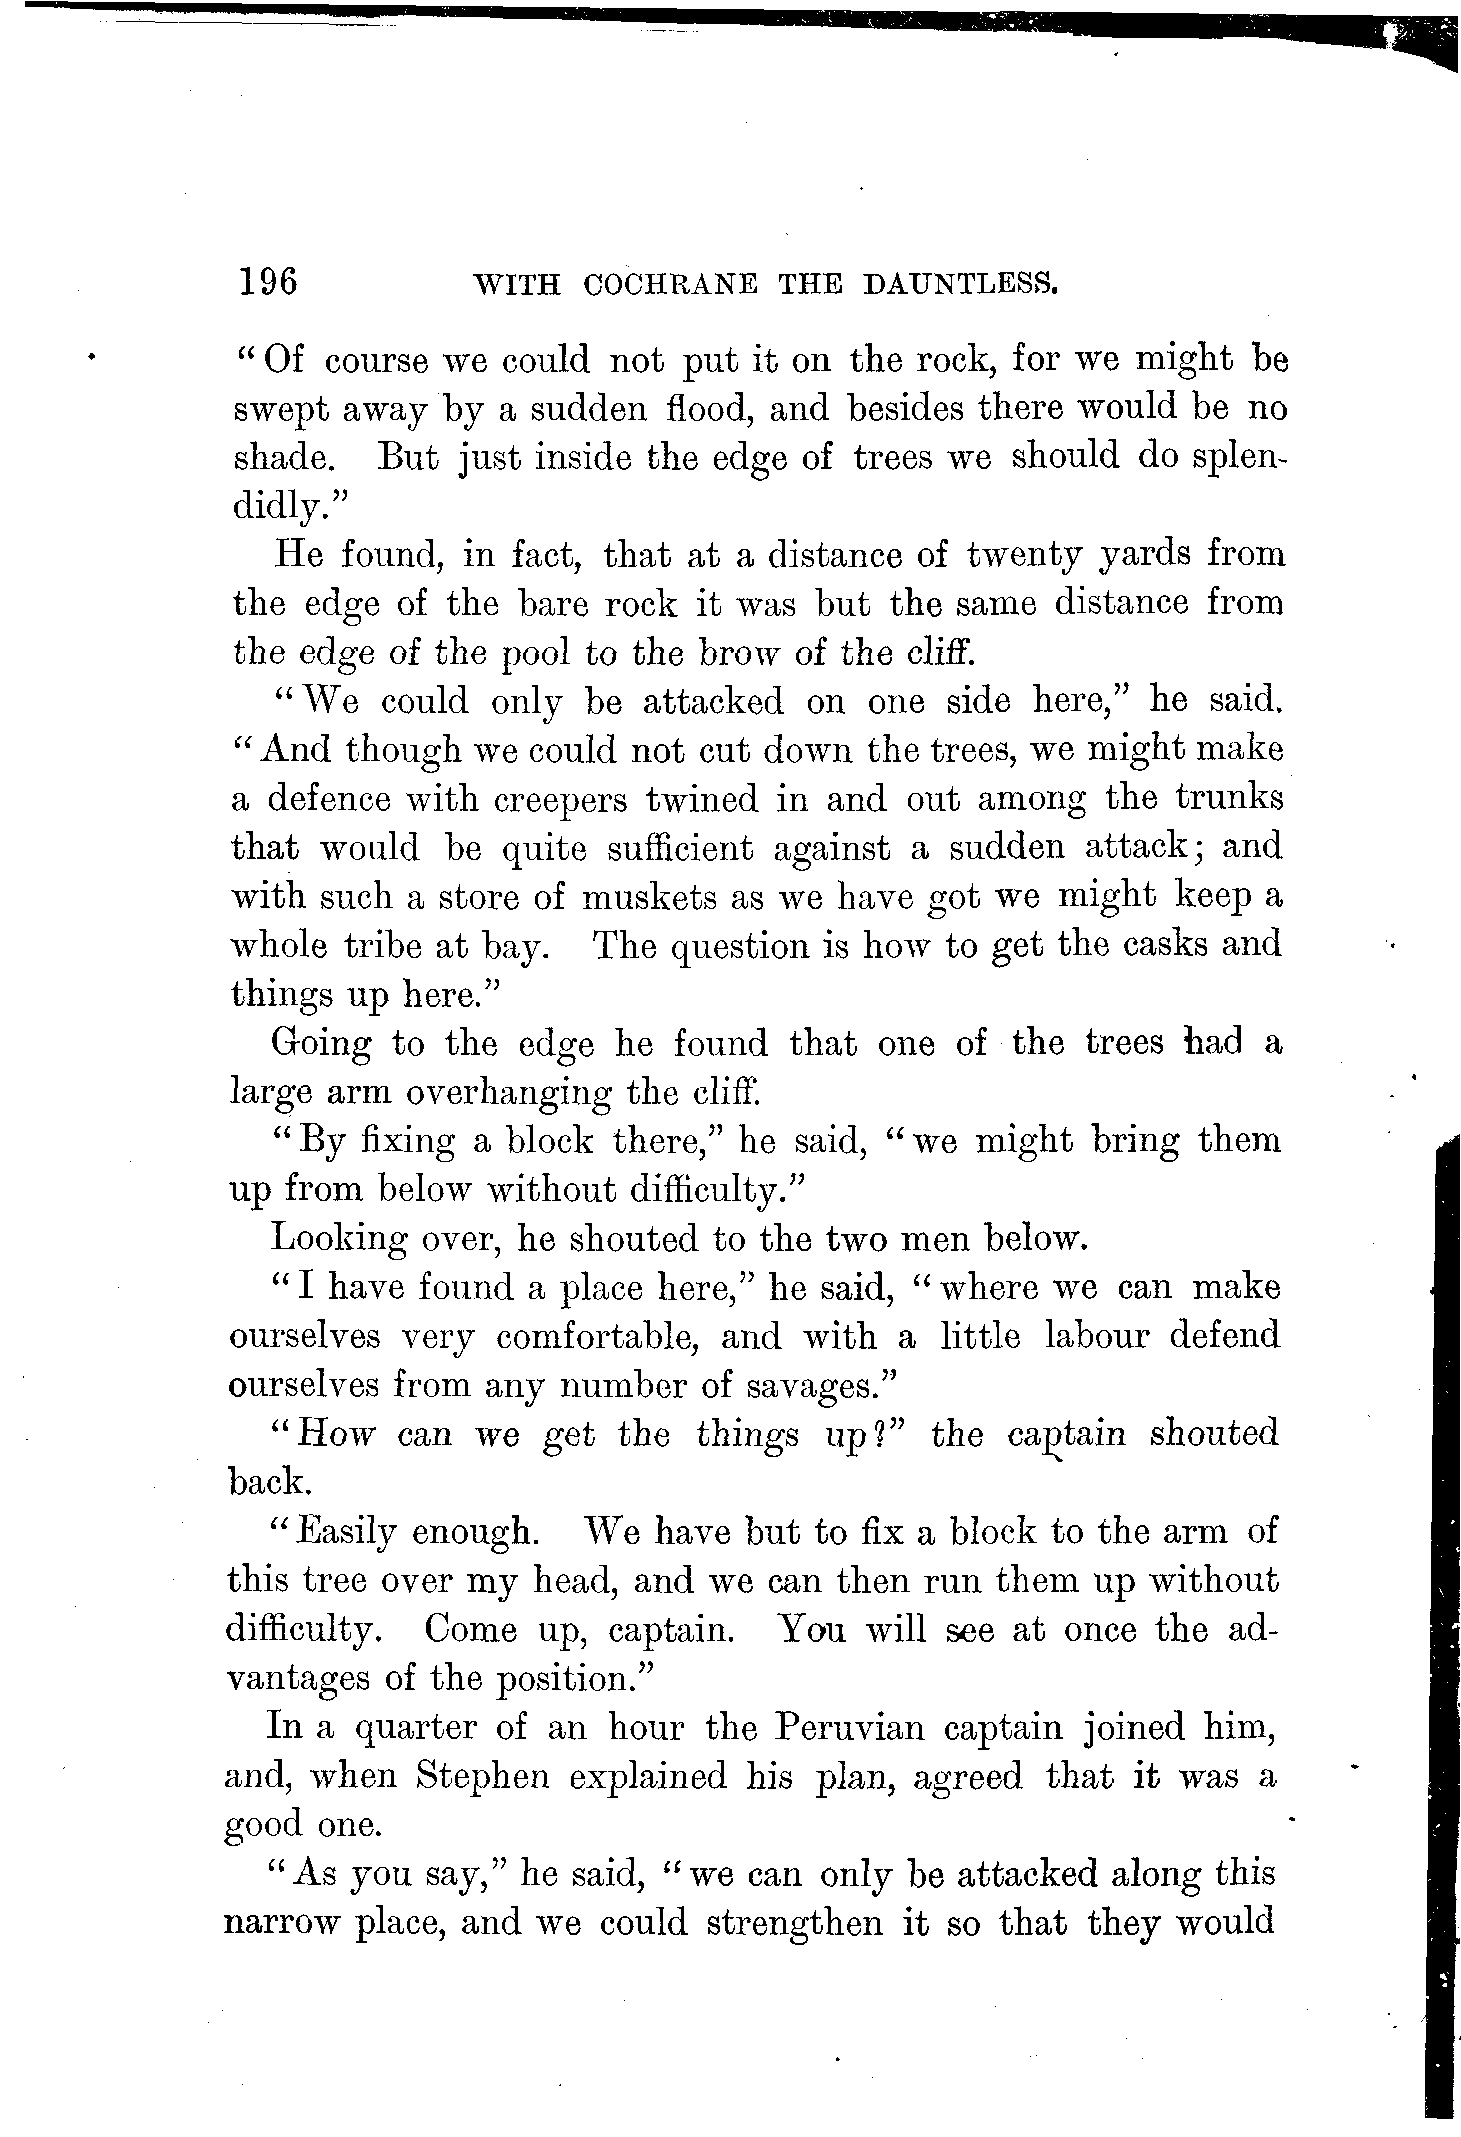 196 WITH COCHRANE THE DAUNTLESS.
“Of course we could not put it on the rock, for we might be
swept away by a sudden flood, and besides there would be no
shade. But just inside the edge of trees we should do splen-
didly.”
He found, in fact, that at a distance of twenty yards from
the edge of the bare rock it was but the same distance from
the edge of the pool to the brow of the cliff.
“We could only be attacked on one side here,” he said.
“And though we could not cut down the trees, we might make
a defence with creepers twined in and out among the trunks
that would be quite sufficient against a sudden attack; and
with such a store of muskets as we have got we might keep a
whole tribe at bay. The question is how to get the casks and
things up here.”
Going to the edge he found that one of the trees had a
large arm overhanging the cliff.
“By fixing a block there,” he said, “we might bring them
up from below without difficulty.”
Looking over, he shouted to the two men below.
“I have found a place here,” he said, “where we can make
ourselves very comfortable, and with a little labour defend
ourselves from any number of savages.”
“How can we get the things up?” the captain shouted
back.
“Easily enough. We have but to fix a block to the arm of
this tree over my head, and we can then run them up without
difficulty. Come up, captain. You will see at once the ad-
vantages of the position.”
In a quarter of an hour the Peruvian captain joined him,
and, when Stephen explained his plan, agreed that it was a
good one.
“As you say,” he said, “we can only be attacked along this
narrow place, and we could strengthen it so that they would